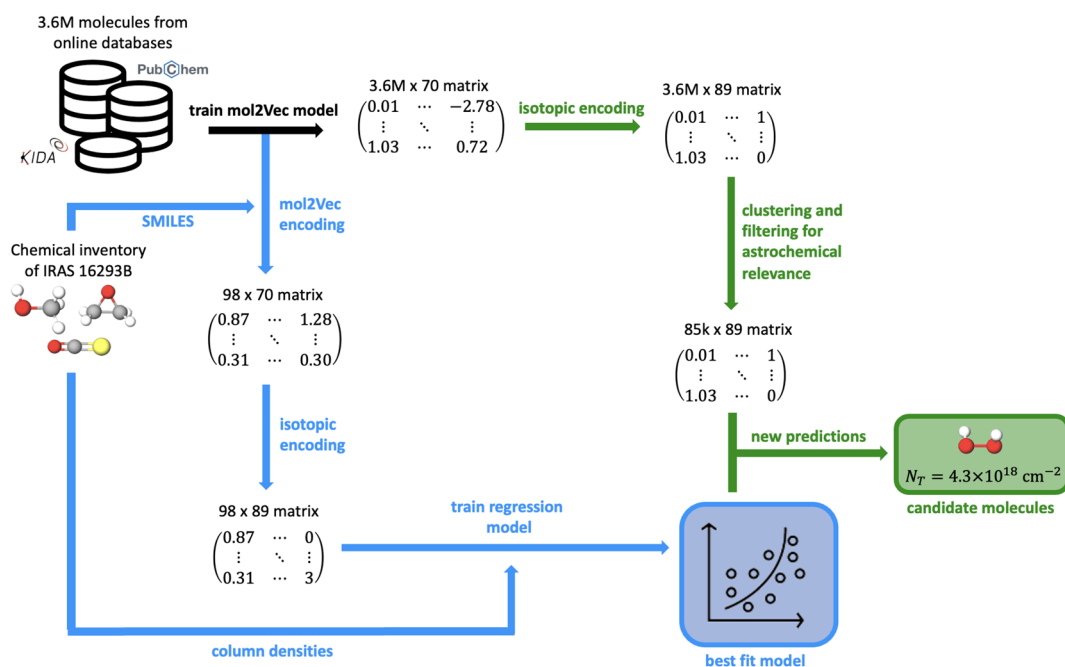 3.6M molecules from
online databases
PubChem
KIDA
train mol2Vec model
3.6M x 70 matrix
0.01 ⋯ −2.78
⋮ ⋱ ⋮
1.03 ⋯ 0.72
isotopic encoding
3.6M x 89 matrix
0.01 ⋯ 1
⋮ ⋱ ⋮
1.03 ⋯ 0
SMILES
mol2Vec
encoding
clustering and
filtering for
astrochemical
relevance
Chemical inventory
of IRAS 16293B
98 x 70 matrix
0.87 ⋯ 1.28
⋮ ⋱ ⋮
0.31 ⋯ 0.30
85k x 89 matrix
0.01 ⋯ 1
⋮ ⋱ ⋮
1.03 ⋯ 0
isotopic
encoding
new predictions
N_T = 4.3×10^18 cm^−2
candidate molecules
98 x 89 matrix
0.87 ⋯ 0
⋮ ⋱ ⋮
0.31 ⋯ 3
train regression
model
column densities
best fit model